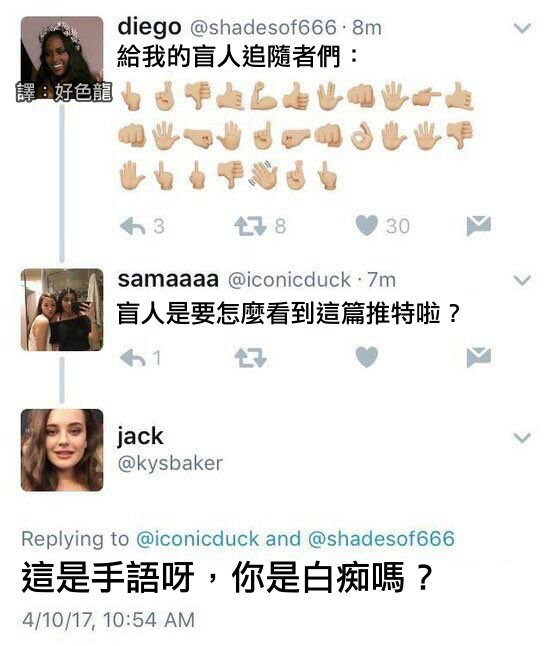 diego @shadesof666 · 8m
給我的盲人追隨者們：
譯：好色龍
3 8 30
samaaaa @iconicduck · 7m
盲人是要怎麼看到這篇推特啦？
1
jack
@kysbaker
Replying to @iconicduck and @shadesof666
這是手語呀，你是白痴嗎？
4/10/17, 10:54 AM